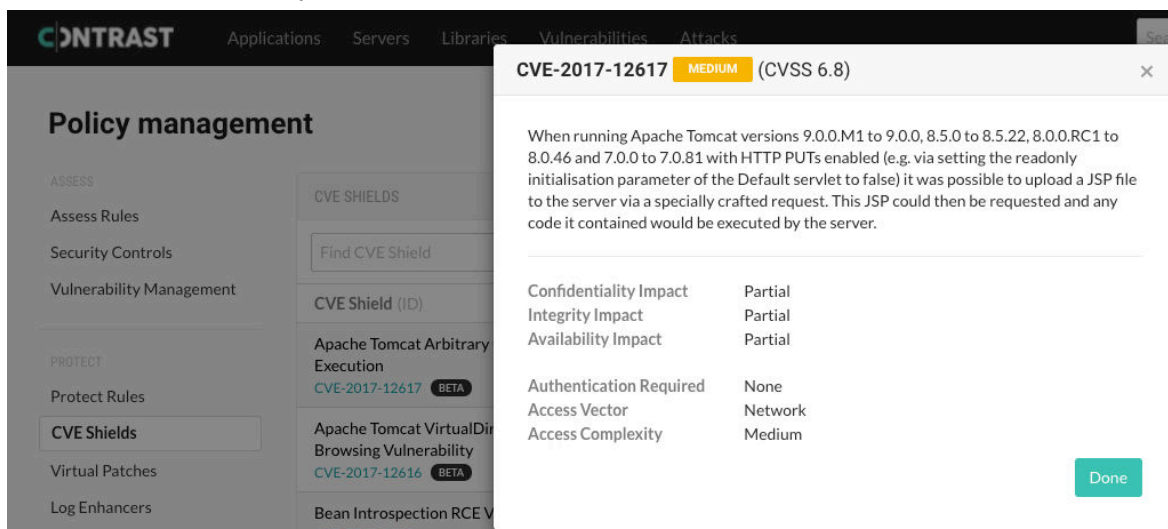 CONTRAST Applications Servers Libraries Vulnerabilities Attacks
Policy management
ASSESS
Assess Rules
Security Controls
Vulnerability Management
PROTECT
Protect Rules
CVE Shields
Virtual Patches
Log Enhancers
CVE SHIELDS
Find CVE Shield
CVE Shield (ID)
Apache Tomcat Arbitrary
Execution
CVE-2017-12617 BETA
Apache Tomcat VirtualDir
Browsing Vulnerability
CVE-2017-12616 BETA
Bean Introspection RCE V
CVE-2017-12617 MEDIUM (CVSS 6.8) ×
When running Apache Tomcat versions 9.0.0.M1 to 9.0.0, 8.5.0 to 8.5.22, 8.0.0.RC1 to
8.0.46 and 7.0.0 to 7.0.81 with HTTP PUTs enabled (e.g. via setting the readonly
initialisation parameter of the Default servlet to false) it was possible to upload a JSP file
to the server via a specially crafted request. This JSP could then be requested and any
code it contained would be executed by the server.
Confidentiality Impact Partial
Integrity Impact Partial
Availability Impact Partial
Authentication Required None
Access Vector Network
Access Complexity Medium
Done